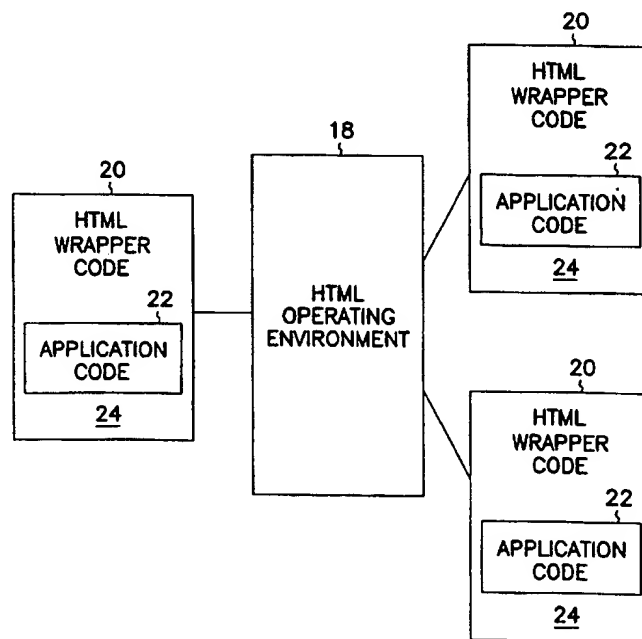 20
HTML
WRAPPER
CODE
22
APPLICATION
CODE
24
18
HTML
OPERATING
ENVIRONMENT
20
HTML
WRAPPER
CODE
22
APPLICATION
CODE
24
20
HTML
WRAPPER
CODE
22
APPLICATION
CODE
24